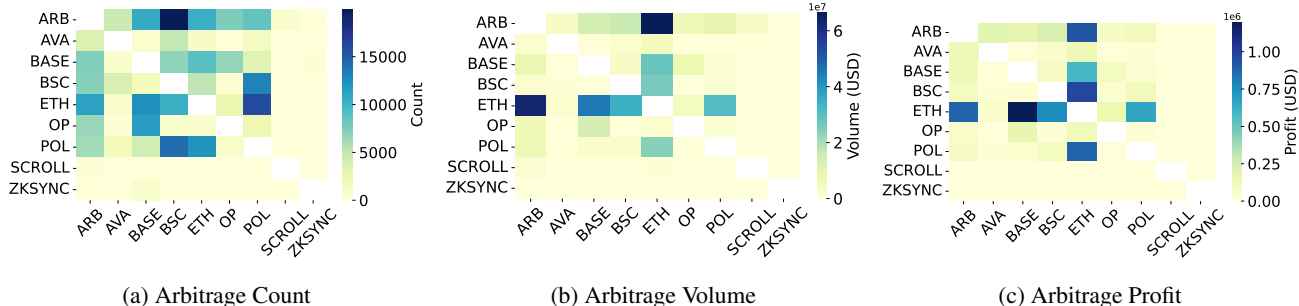 ARB
AVA
BASE
BSC
ETH
OP
POL
SCROLL
ZKSYNC
ARB
AVA
BASE
BSC
ETH
OP
POL
SCROLL
ZKSYNC
15000
10000
5000
0
Count
(a) Arbitrage Count
ARB
AVA
BASE
BSC
ETH
OP
POL
SCROLL
ZKSYNC
ARB
AVA
BASE
BSC
ETH
OP
POL
SCROLL
ZKSYNC
1e7
6
4
2
0
Volume (USD)
(b) Arbitrage Volume
ARB
AVA
BASE
BSC
ETH
OP
POL
SCROLL
ZKSYNC
ARB
AVA
BASE
BSC
ETH
OP
POL
SCROLL
ZKSYNC
1e6
1.00
0.75
0.50
0.25
0.00
Profit (USD)
(c) Arbitrage Profit